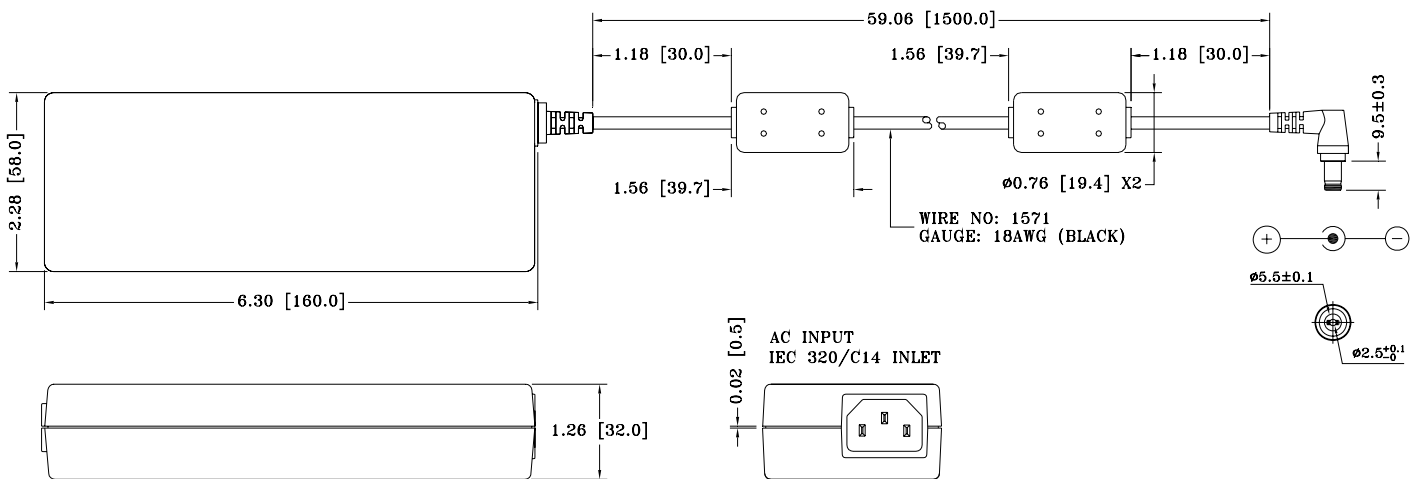 59.06 [1500.0]
1.18 [30.0]
1.56 [39.7]
1.18 [30.0]
9.5±0.3
2.28 [58.0]
1.56 [39.7]
ø0.76 [19.4] X2
WIRE NO: 1571
GAUGE: 18AWG (BLACK)
+
−
ø5.5±0.1
6.30 [160.0]
ø2.5+0.1 -0
0.02 [0.5]
AC INPUT
IEC 320/C14 INLET
1.26 [32.0]